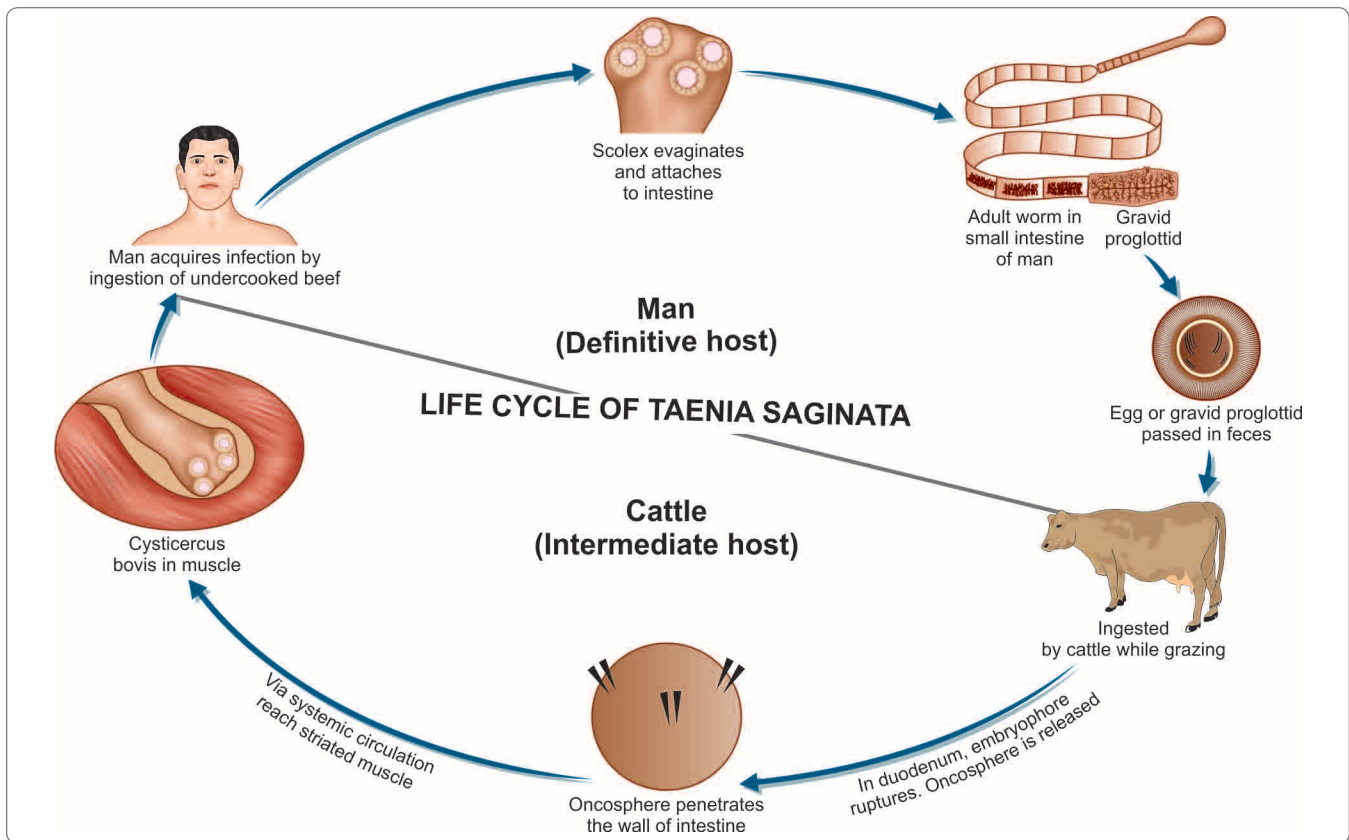 Scolex evaginates
and attaches
to intestine
Adult worm in
small intestine
of man
Gravid
proglottid
Man acquires infection by
ingestion of undercooked beef
Man
(Definitive host)
Egg or gravid proglottid
passed in feces
LIFE CYCLE OF TAENIA SAGINATA
Cattle
(Intermediate host)
Cysticercus
bovis in muscle
Ingested
by cattle while grazing
Via systemic circulation
reach striated muscle
In duodenum, embryophore
ruptures. Oncosphere is released
Oncosphere penetrates
the wall of intestine